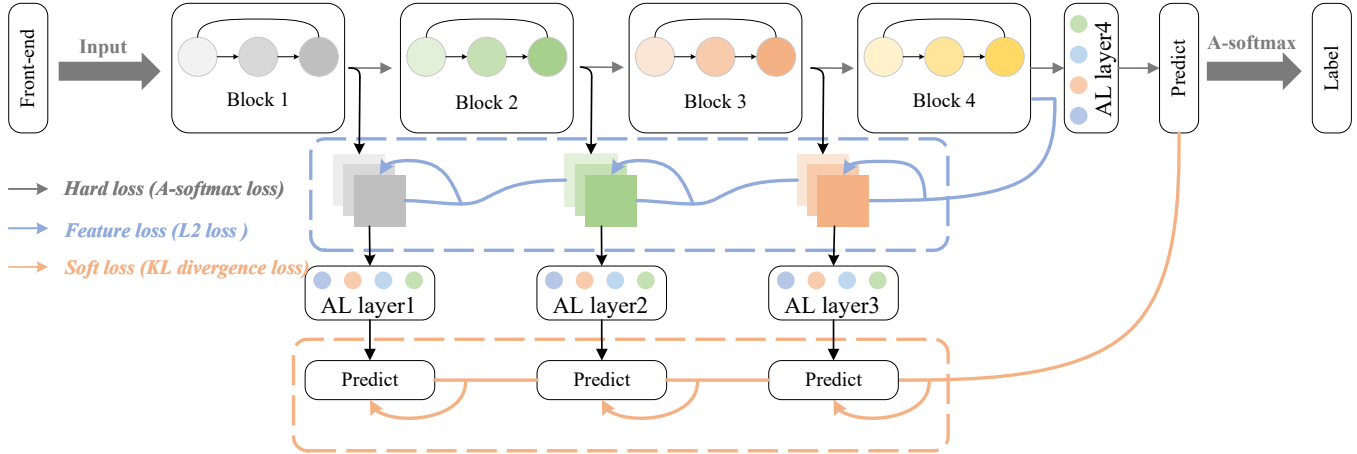 Front-end
Input
Block 1
Block 2
Block 3
Block 4
AL layer4
Predict
A-softmax
Label
Hard loss (A-softmax loss)
Feature loss (L2 loss )
Soft loss (KL divergence loss)
AL layer1
AL layer2
AL layer3
Predict
Predict
Predict